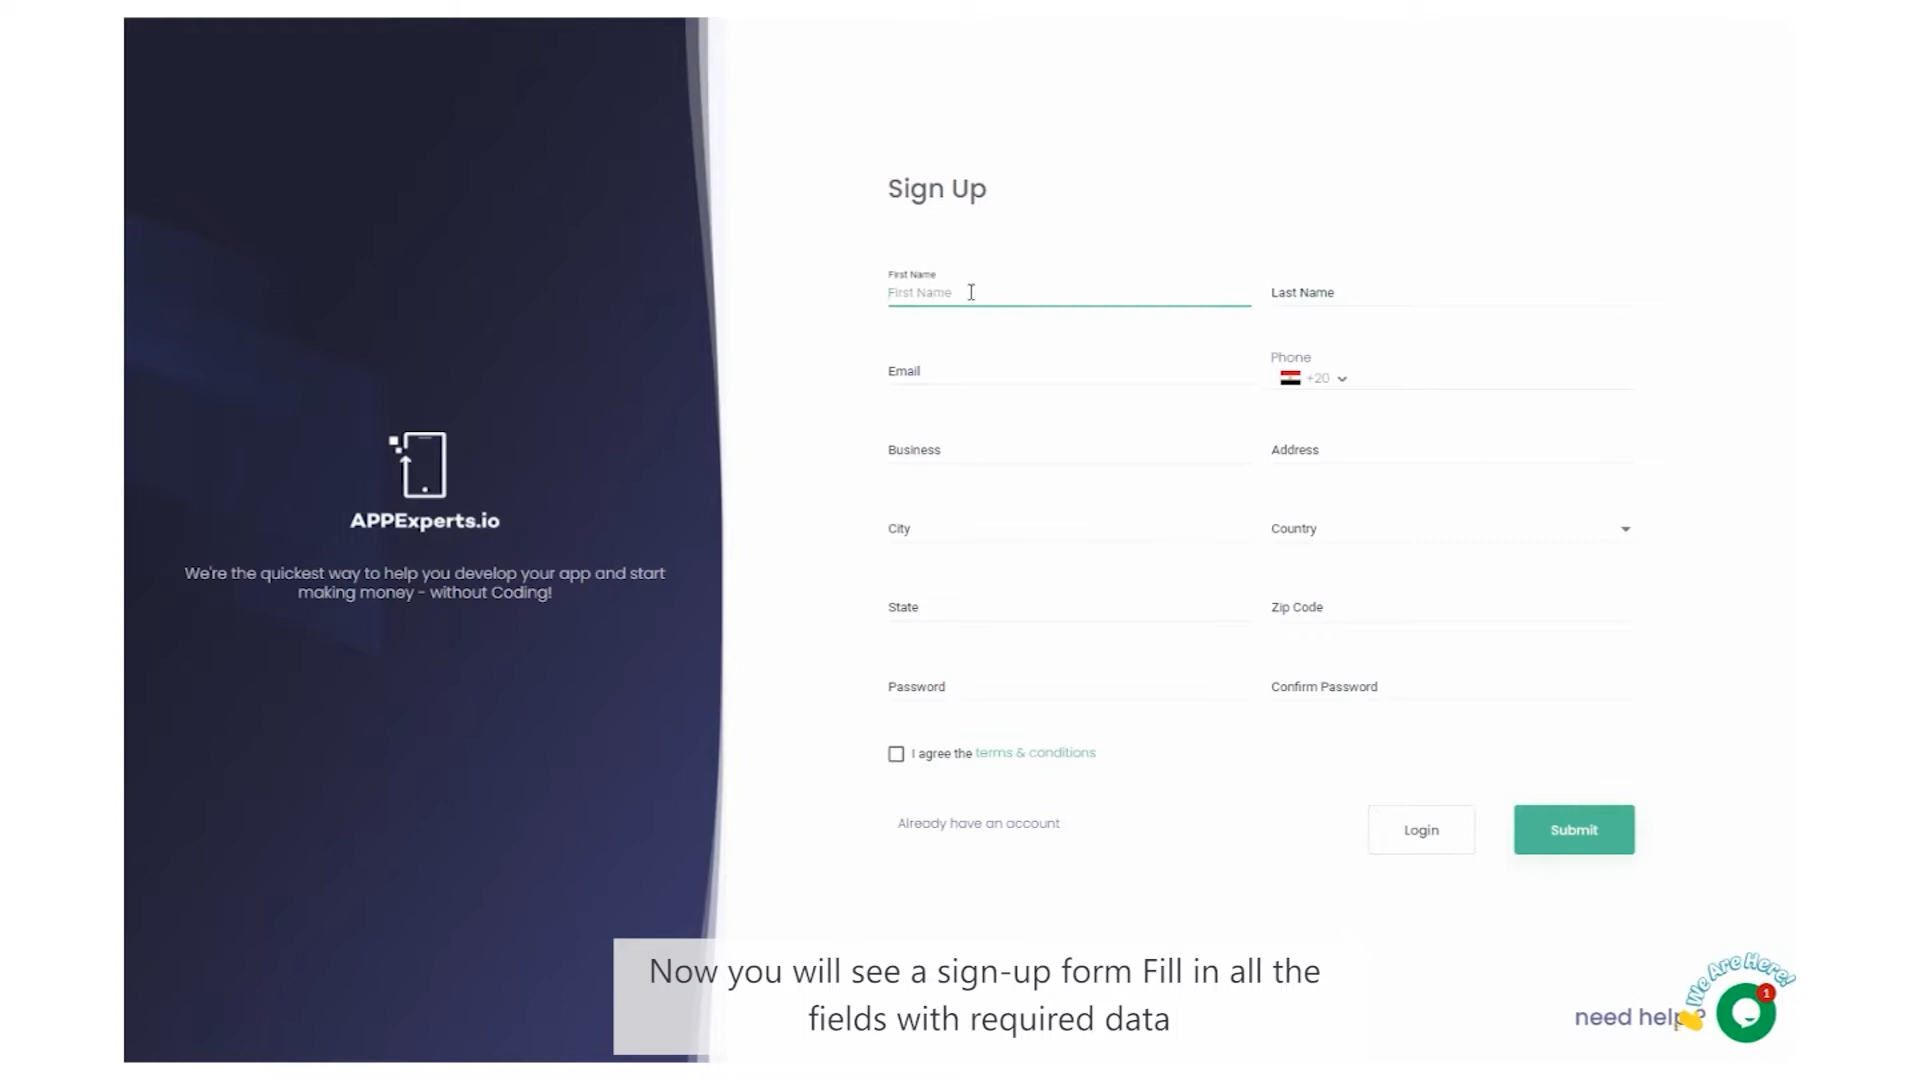 APPExperts.io
We're the quickest way to help you develop your app and start
making money - without Coding!
Sign Up
First Name
First Name
Last Name
Email
Phone
+20
Business
Address
City
Country
State
Zip Code
Password
Confirm Password
I agree the terms & conditions
Already have an account
Login
Submit
Now you will see a sign-up form Fill in all the
fields with required data
We Are Here!
1
need help?